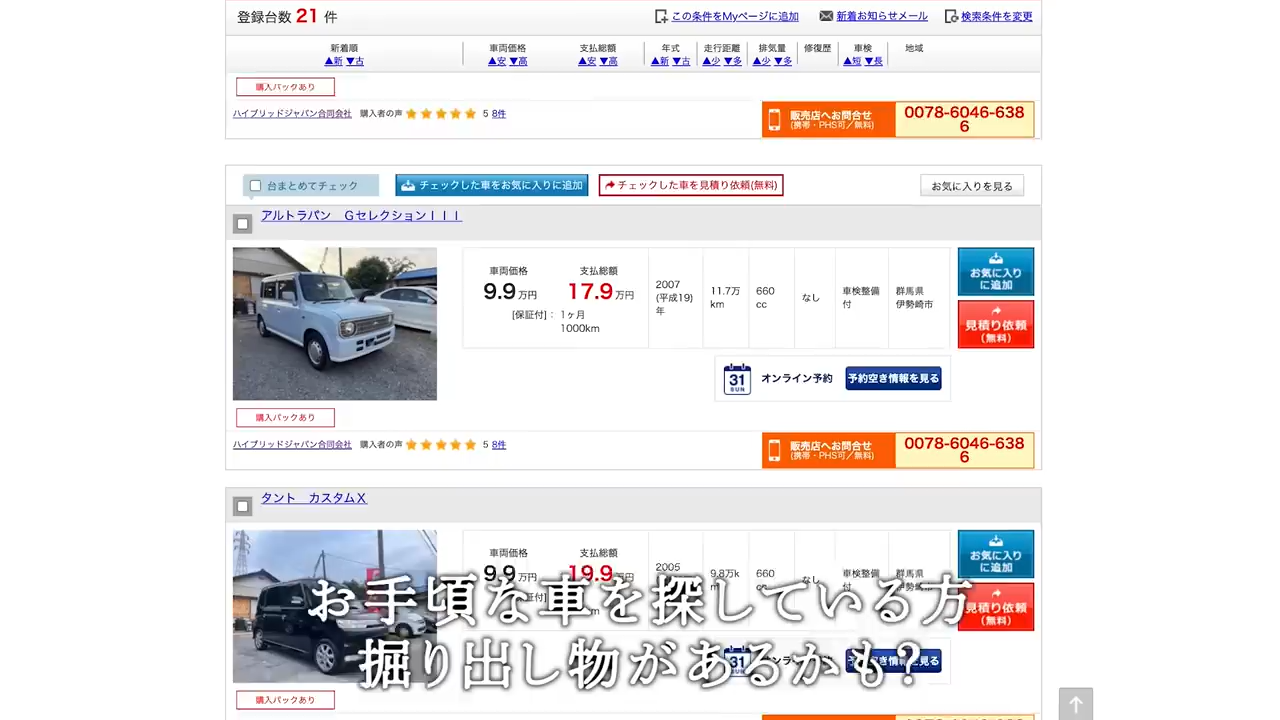 登録台数 21 件
この条件をMyページに追加 新着お知らせメール 検索条件を変更
新着順 車両価格 支払総額 年式 走行距離 排気量 修復歴 車検 地域
▲新 ▼古 ▲安 ▼高 ▲安 ▼高 ▲新 ▼古 ▲少 ▼多 ▲少 ▼多 ▲短 ▼長
購入パックあり
ハイブリッドジャパン合同会社 購入者の声 ★★★★★ 5 8件
販売店へお問合せ
(携帯・PHS可／無料)
0078-6046-638
6
台まとめてチェック チェックした車をお気に入りに追加 チェックした車を見積り依頼(無料) お気に入りを見る
アルトラパン　ＧセレクションＩＩＩ
車両価格 支払総額
9.9万円 17.9万円
[保証付]： 1ヶ月
1000km
2007
(平成19)
年
11.7万
km
660
cc
なし
車検整備
付
群馬県
伊勢崎市
お気に入り
に追加
見積り依頼
(無料)
31
SUN
オンライン予約 予約空き情報を見る
購入パックあり
ハイブリッドジャパン合同会社 購入者の声 ★★★★★ 5 8件
販売店へお問合せ
(携帯・PHS可／無料)
0078-6046-638
6
タント　カスタムＸ
車両価格 支払総額
9.9万円 19.9万円
2005
9.8万k
660
cc
なし
車検整備
付
群馬県
お気に入り
に追加
見積り依頼
(無料)
31
お手頃な車を探している方
掘り出し物があるかも?
購入パックあり